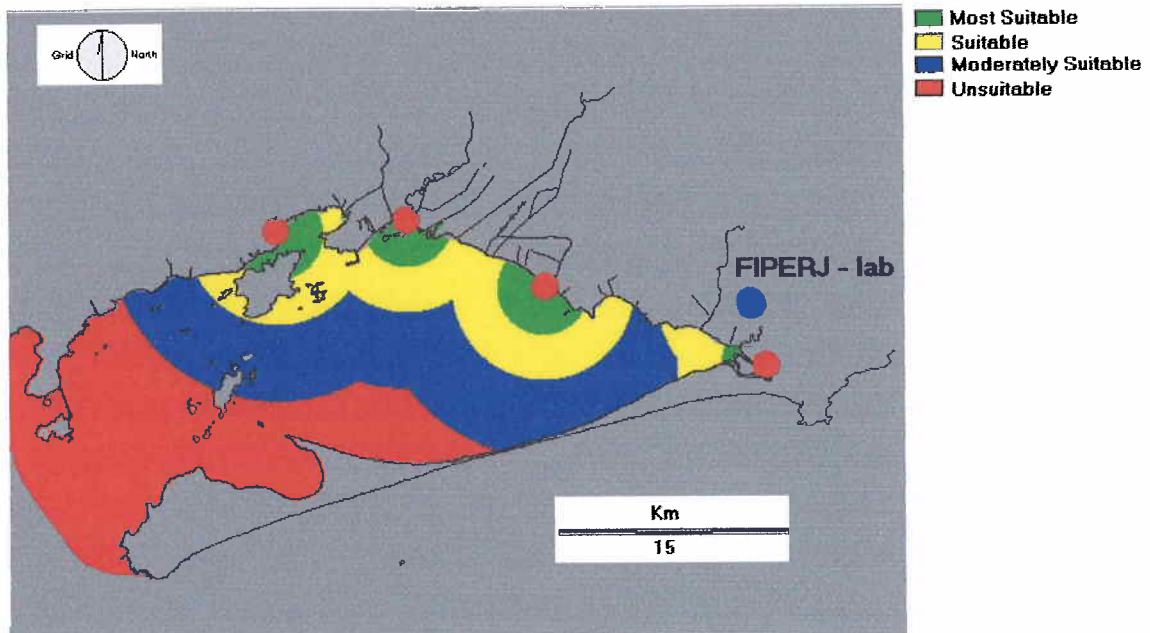 Grid North
Most Suitable
Suitable
Moderately Suitable
Unsuitable
FIPERJ - lab
Km
15